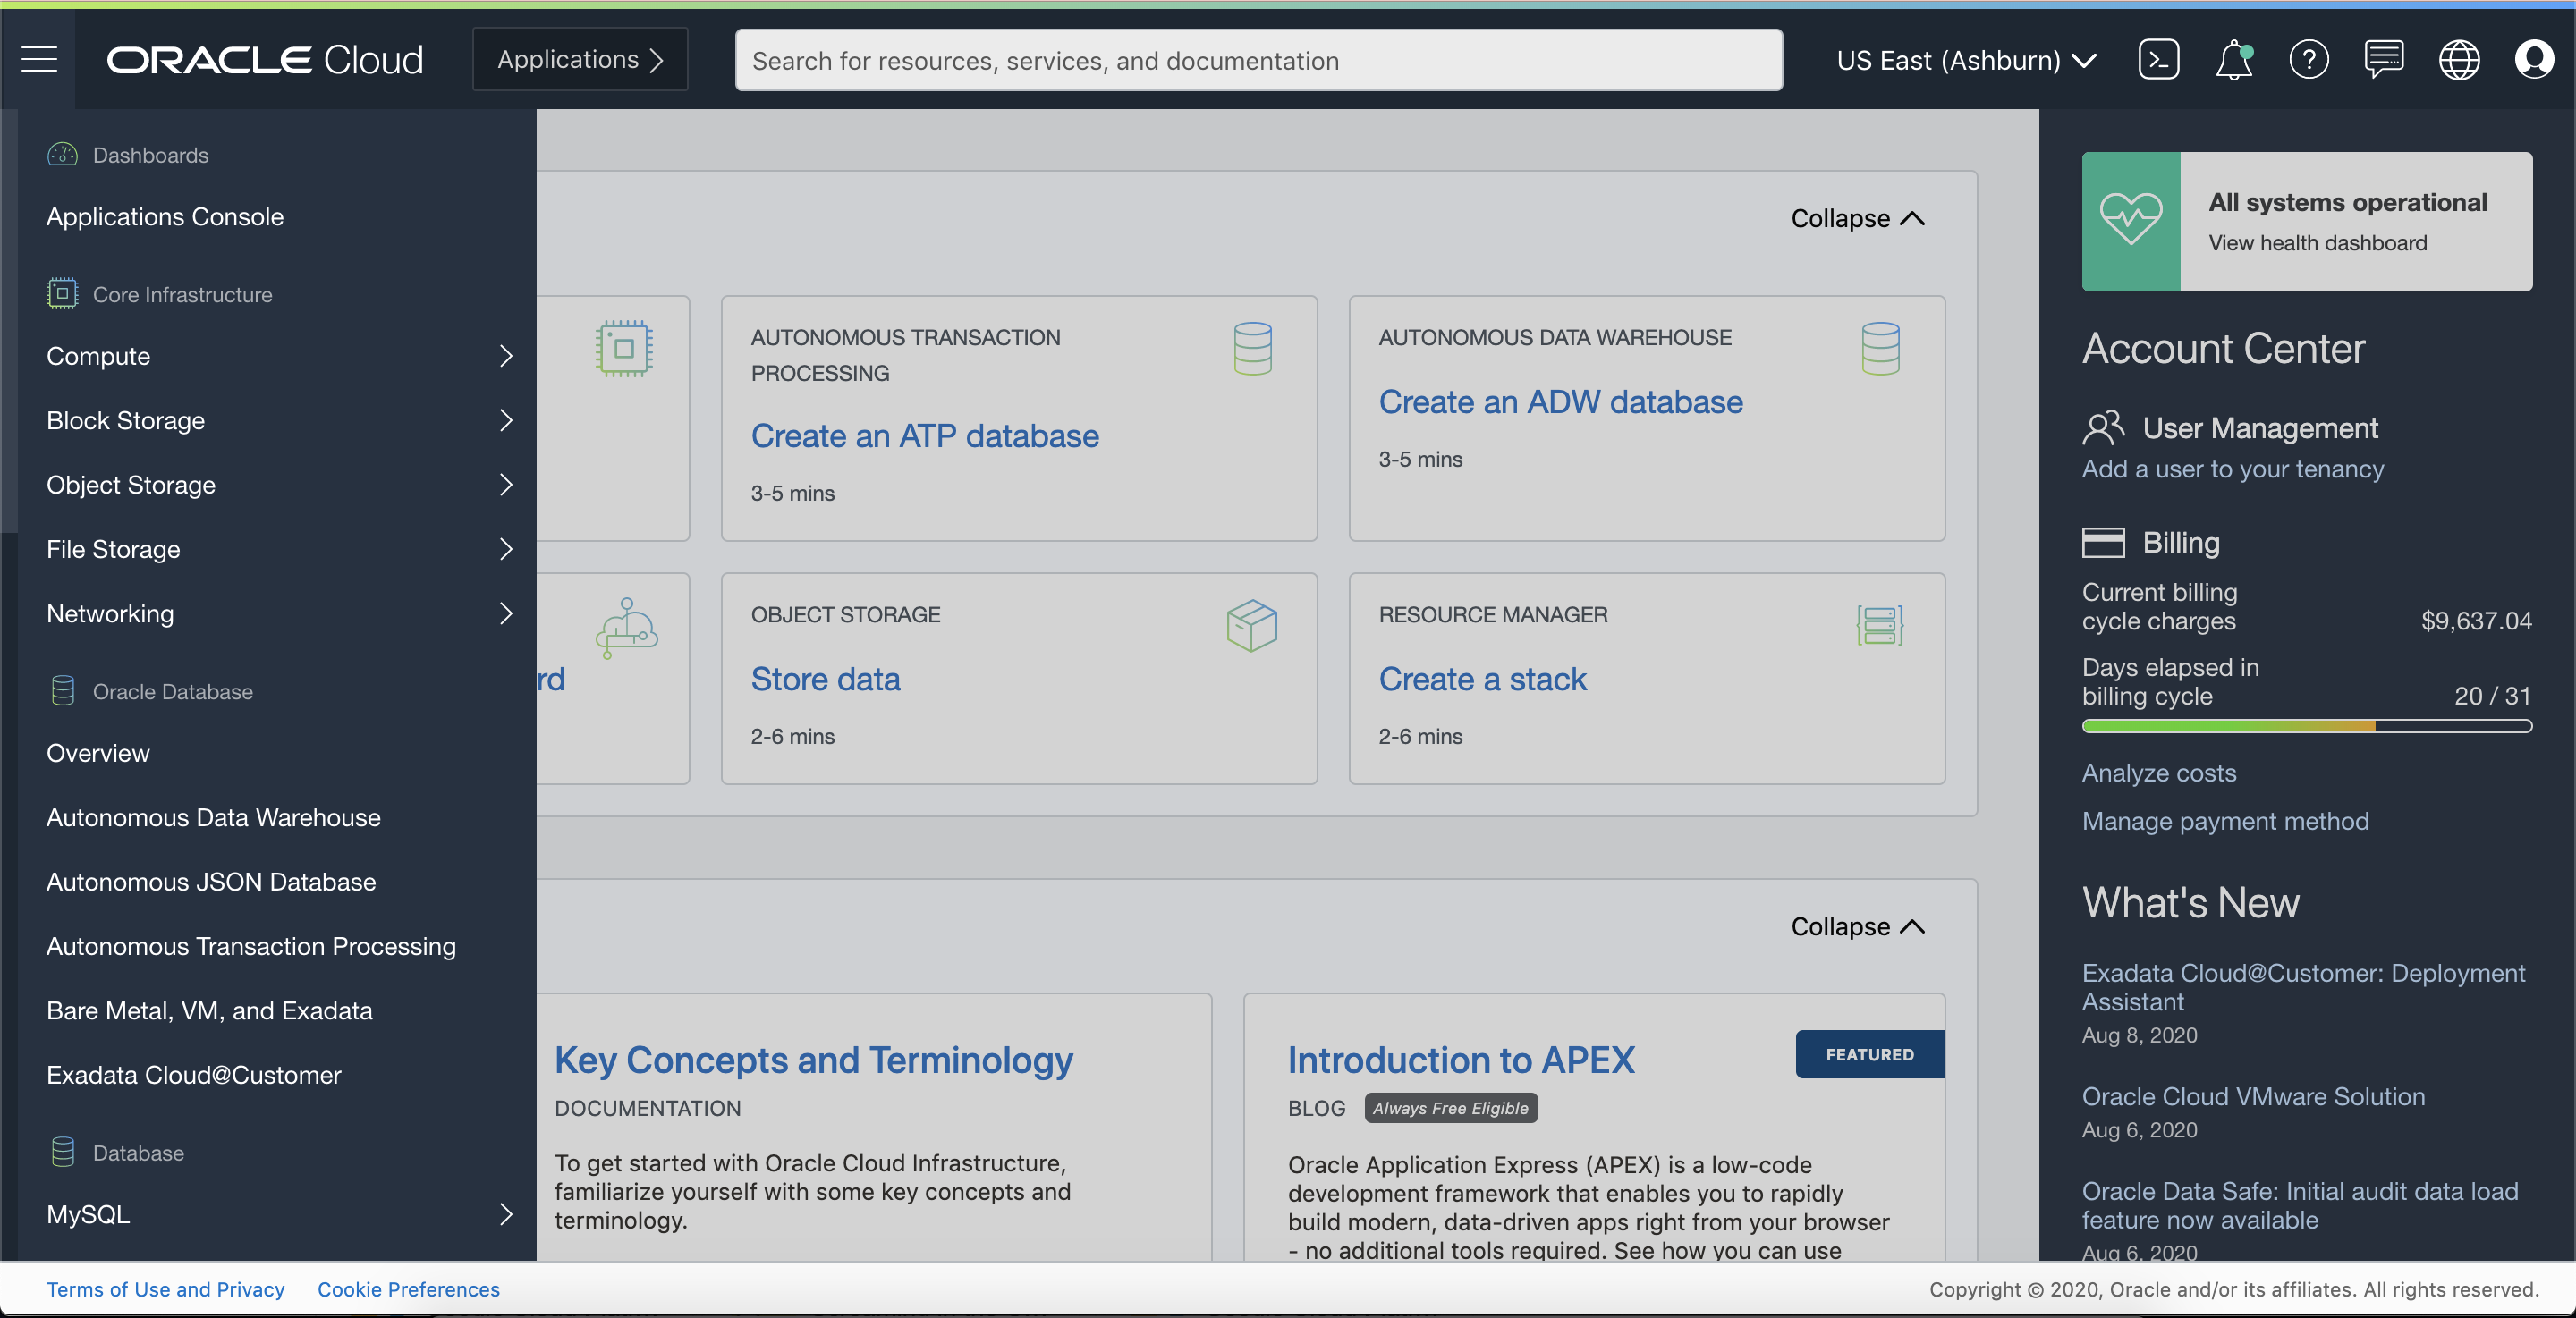 ORACLE Cloud
Applications
Search for resources, services, and documentation
US East (Ashburn)
Dashboards
Applications Console
Core Infrastructure
Compute
Block Storage
Object Storage
File Storage
Networking
Oracle Database
Overview
Autonomous Data Warehouse
Autonomous JSON Database
Autonomous Transaction Processing
Bare Metal, VM, and Exadata
Exadata Cloud@Customer
Database
MySQL
Collapse
AUTONOMOUS TRANSACTION
PROCESSING
Create an ATP database
3-5 mins
AUTONOMOUS DATA WAREHOUSE
Create an ADW database
3-5 mins
rd
OBJECT STORAGE
Store data
2-6 mins
RESOURCE MANAGER
Create a stack
2-6 mins
Collapse
Key Concepts and Terminology
DOCUMENTATION
To get started with Oracle Cloud Infrastructure,
familiarize yourself with some key concepts and
terminology.
Introduction to APEX
FEATURED
BLOG Always Free Eligible
Oracle Application Express (APEX) is a low-code
development framework that enables you to rapidly
build modern, data-driven apps right from your browser
- no additional tools required. See how you can use
All systems operational
View health dashboard
Account Center
User Management
Add a user to your tenancy
Billing
Current billing
cycle charges $9,637.04
Days elapsed in
billing cycle 20 / 31
Analyze costs
Manage payment method
What's New
Exadata Cloud@Customer: Deployment
Assistant
Aug 8, 2020
Oracle Cloud VMware Solution
Aug 6, 2020
Oracle Data Safe: Initial audit data load
feature now available
Aug 6, 2020
Terms of Use and Privacy
Cookie Preferences
Copyright © 2020, Oracle and/or its affiliates. All rights reserved.